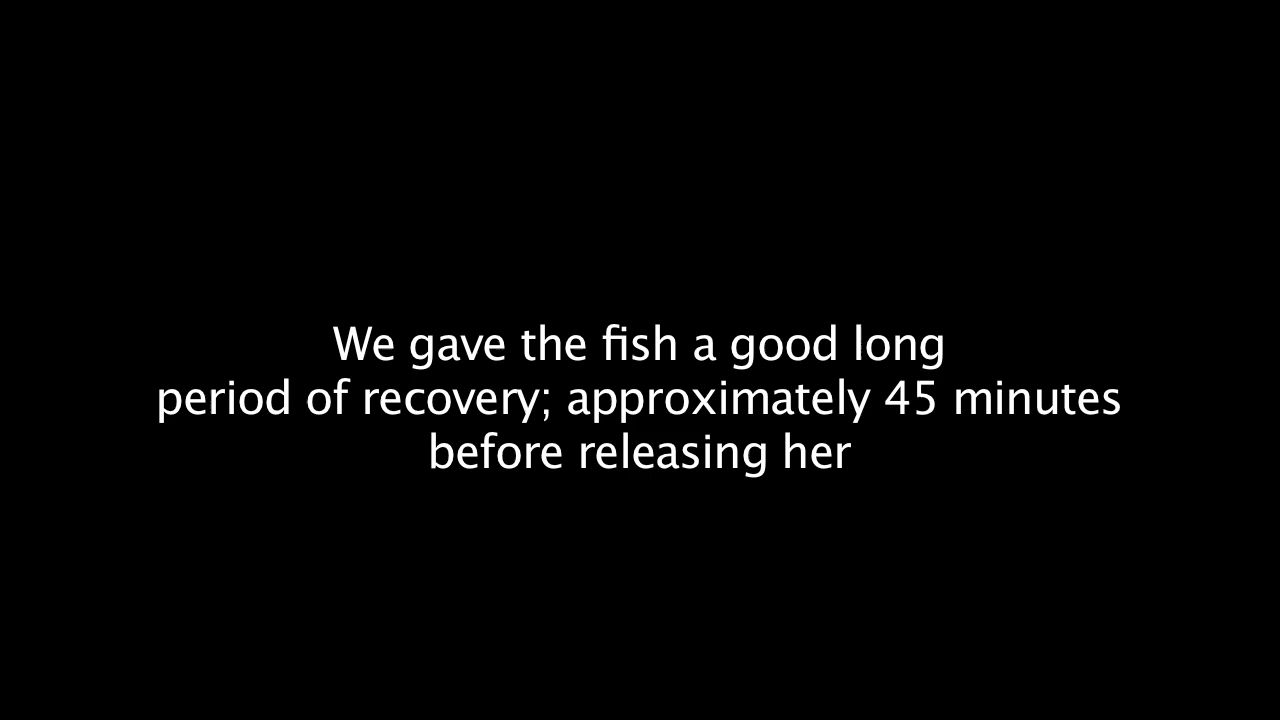 We gave the fish a good long
period of recovery; approximately 45 minutes
before releasing her